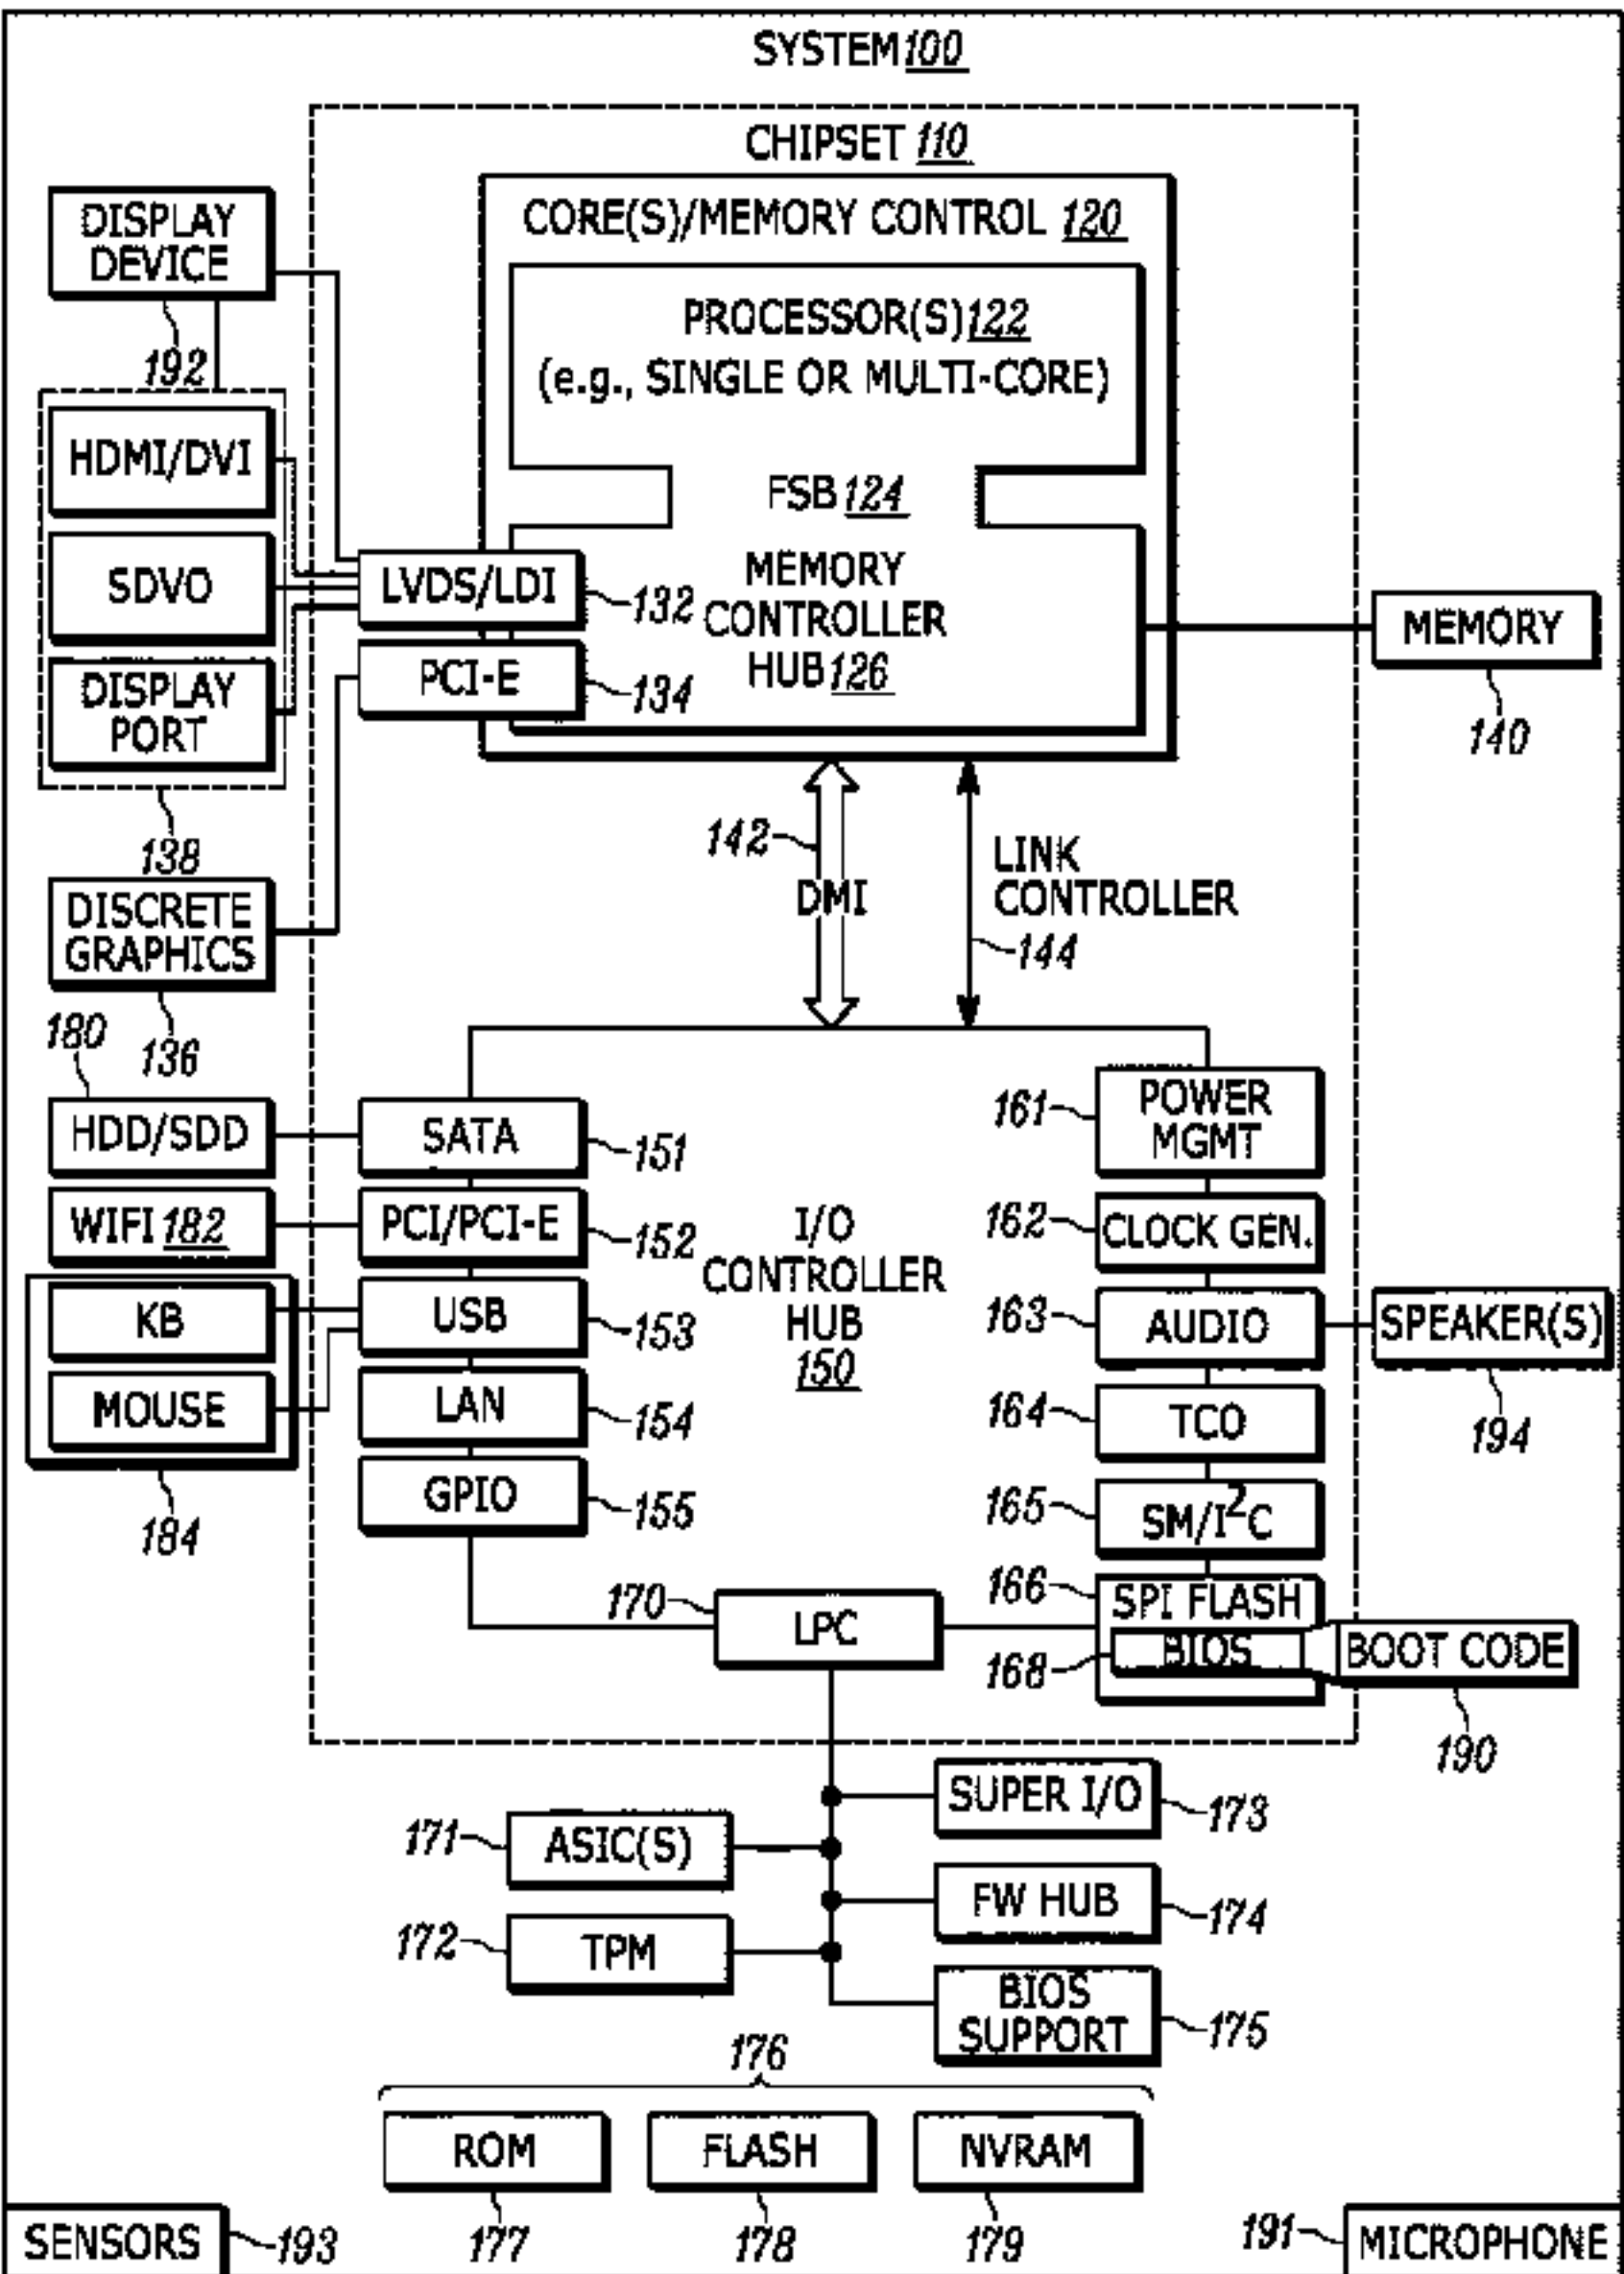 SYSTEM 100
CHIPSET 110
CORE(S)/MEMORY CONTROL 120
PROCESSOR(S) 122
(e.g., SINGLE OR MULTI-CORE)
FSB 124
MEMORY
CONTROLLER
HUB 126
DISPLAY
DEVICE
192
HDMI/DVI
SDVO
DISPLAY
PORT
138
LVDS/LDI
132
PCI-E
134
MEMORY
140
DISCRETE
GRAPHICS
136
142
DMI
LINK
CONTROLLER
144
180
HDD/SDD
SATA
151
WIFI 182
PCI/PCI-E
152
KB
USB
153
MOUSE
184
LAN
154
GPIO
155
I/O
CONTROLLER
HUB
150
161
POWER
MGMT
162
CLOCK GEN.
163
AUDIO
SPEAKER(S)
194
164
TCO
165
SM/I²C
166
SPI FLASH
168
BIOS
BOOT CODE
190
170
LPC
SUPER I/O
173
171
ASIC(S)
FW HUB
174
172
TPM
BIOS
SUPPORT
175
176
ROM
FLASH
NVRAM
177
178
179
SENSORS
193
191
MICROPHONE